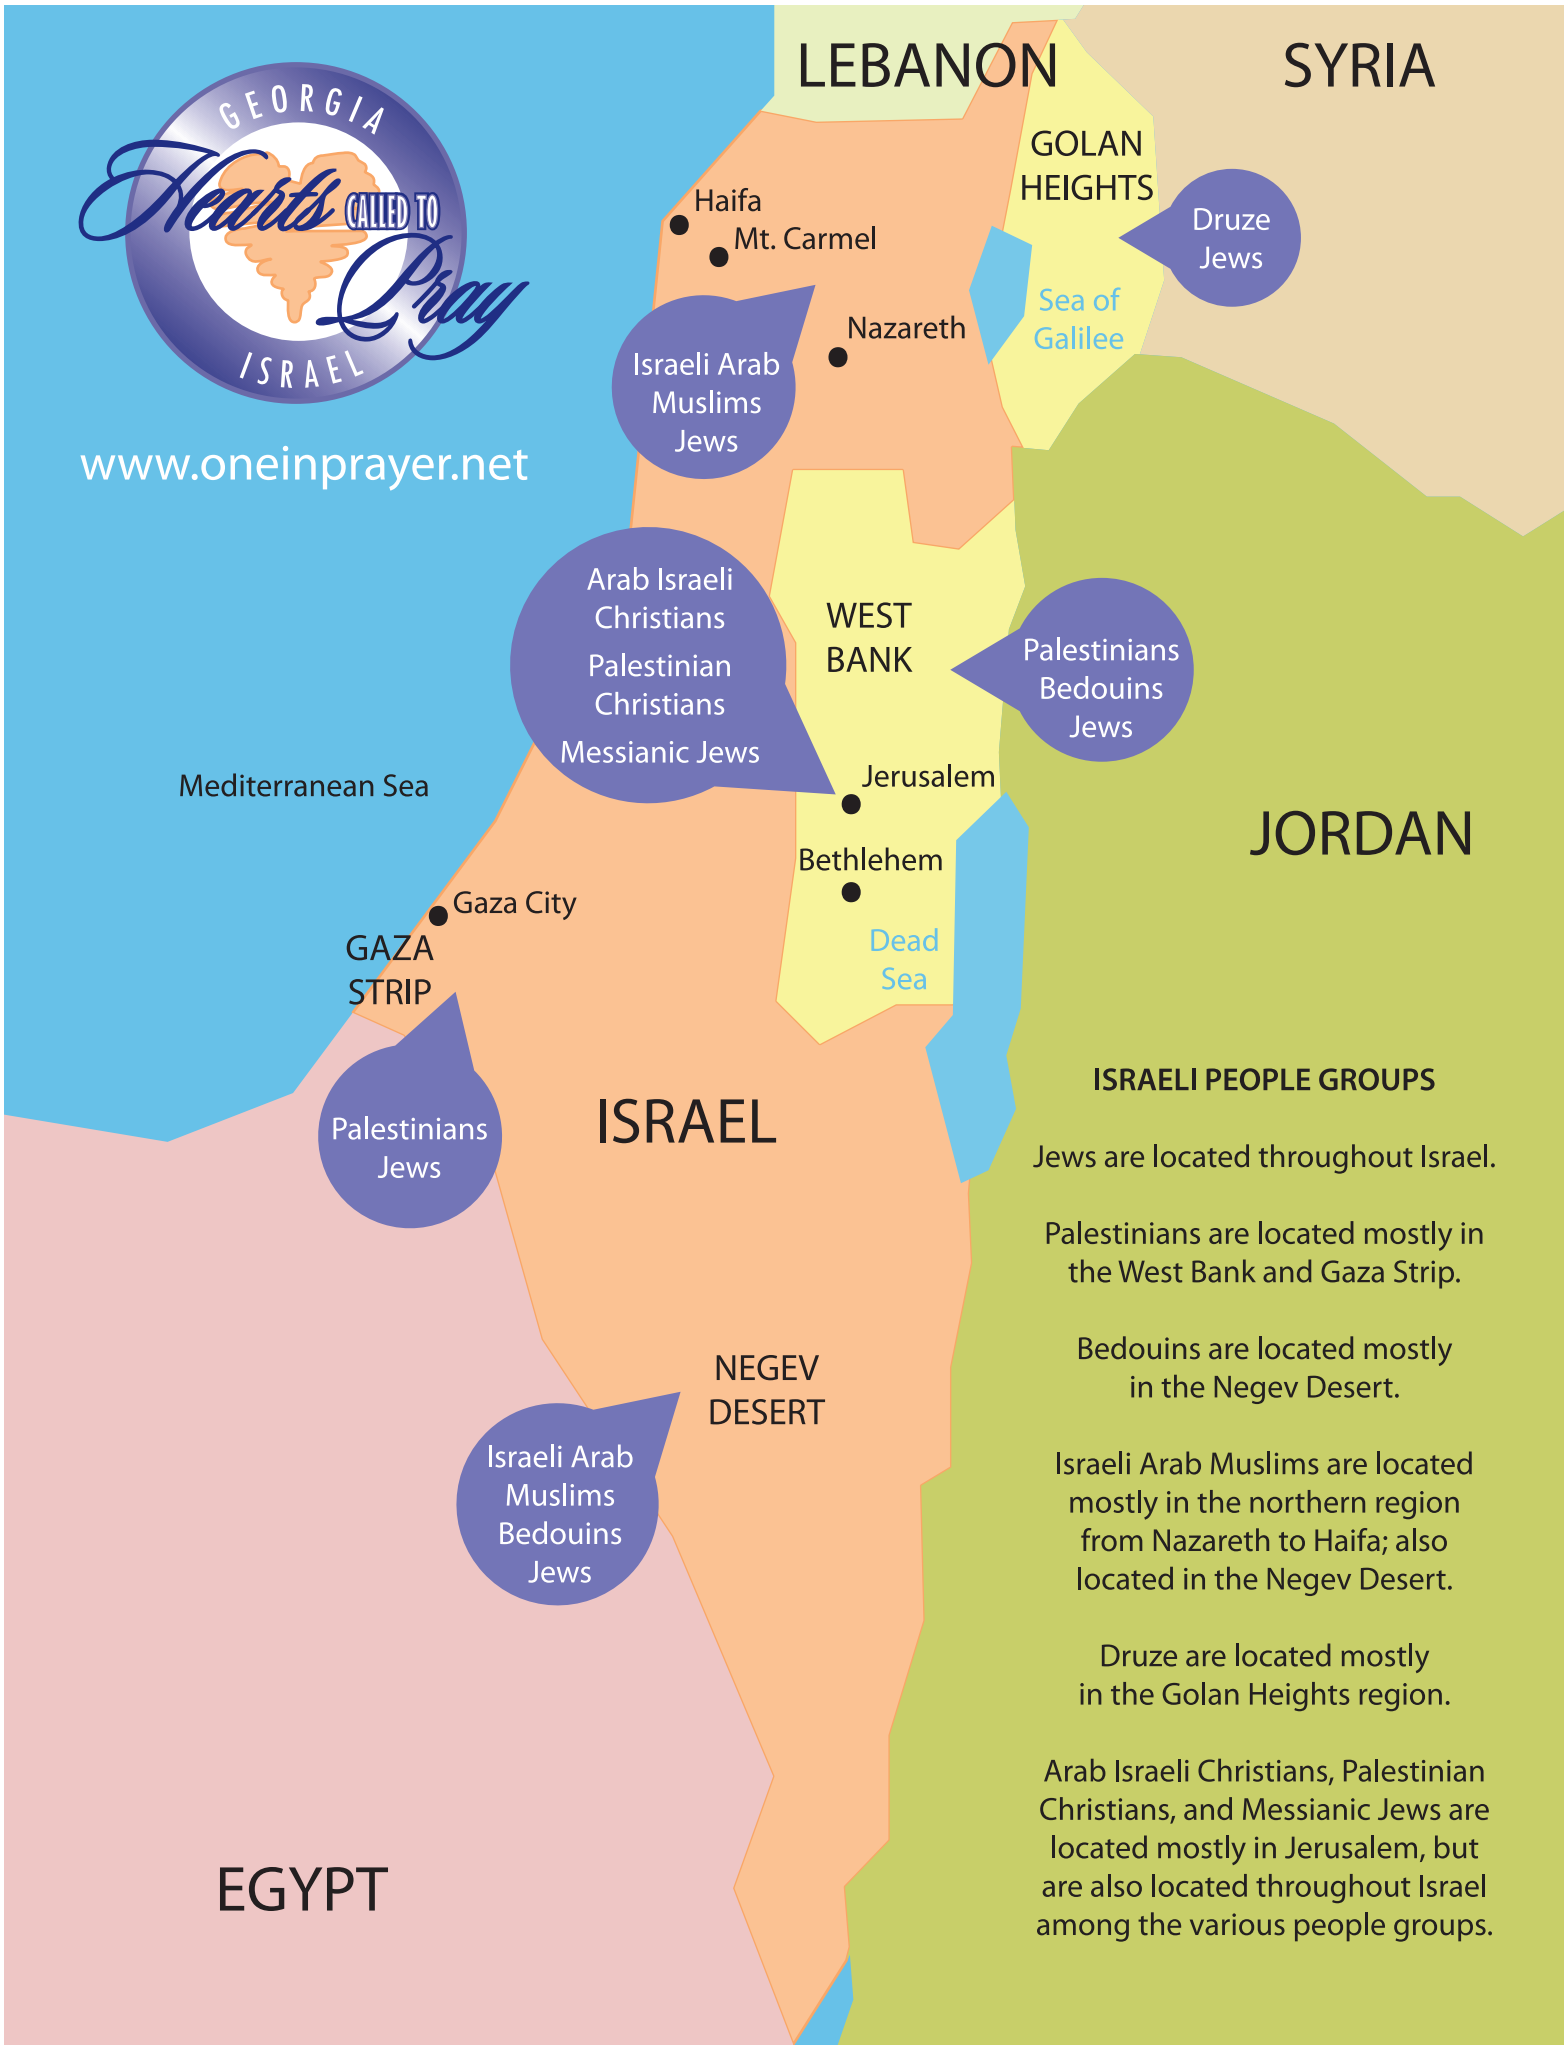 LEBANON
SYRIA
GEORGIA
Hearts CALLED TO
Pray
ISRAEL
www.oneinprayer.net
GOLAN
HEIGHTS
Druze
Jews
Haifa
Mt. Carmel
Sea of
Galilee
Nazareth
Israeli Arab
Muslims
Jews
Arab Israeli
Christians
Palestinian
Christians
Messianic Jews
WEST
BANK
Palestinians
Bedouins
Jews
Mediterranean Sea
Jerusalem
JORDAN
Bethlehem
Gaza City
GAZA
STRIP
Dead
Sea
Palestinians
Jews
ISRAEL
NEGEV
DESERT
Israeli Arab
Muslims
Bedouins
Jews
EGYPT
ISRAELI PEOPLE GROUPS
Jews are located throughout Israel.
Palestinians are located mostly in
the West Bank and Gaza Strip.
Bedouins are located mostly
in the Negev Desert.
Israeli Arab Muslims are located
mostly in the northern region
from Nazareth to Haifa; also
located in the Negev Desert.
Druze are located mostly
in the Golan Heights region.
Arab Israeli Christians, Palestinian
Christians, and Messianic Jews are
located mostly in Jerusalem, but
are also located throughout Israel
among the various people groups.